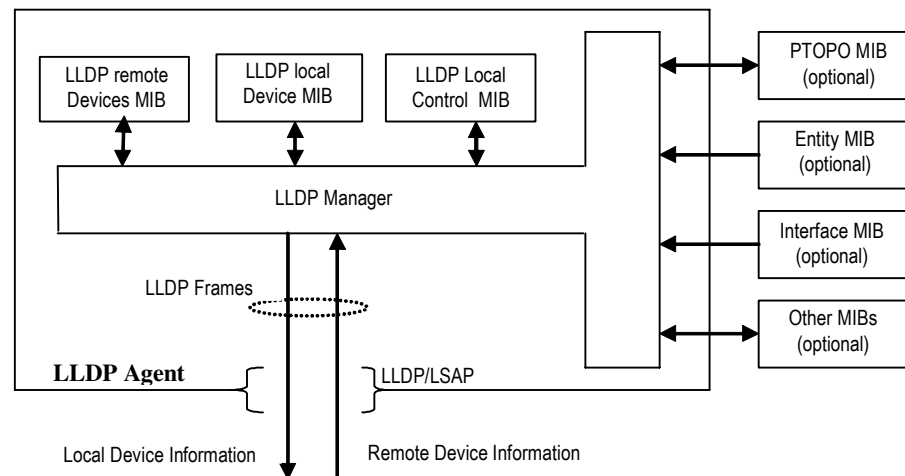 LLDP remote
Devices MIB
LLDP local
Device MIB
LLDP Local
Control MIB
PTOPO MIB
(optional)
Entity MIB
(optional)
Interface MIB
(optional)
Other MIBs
(optional)
LLDP Manager
LLDP Frames
LLDP Agent
LLDP/LSAP
Local Device Information
Remote Device Information